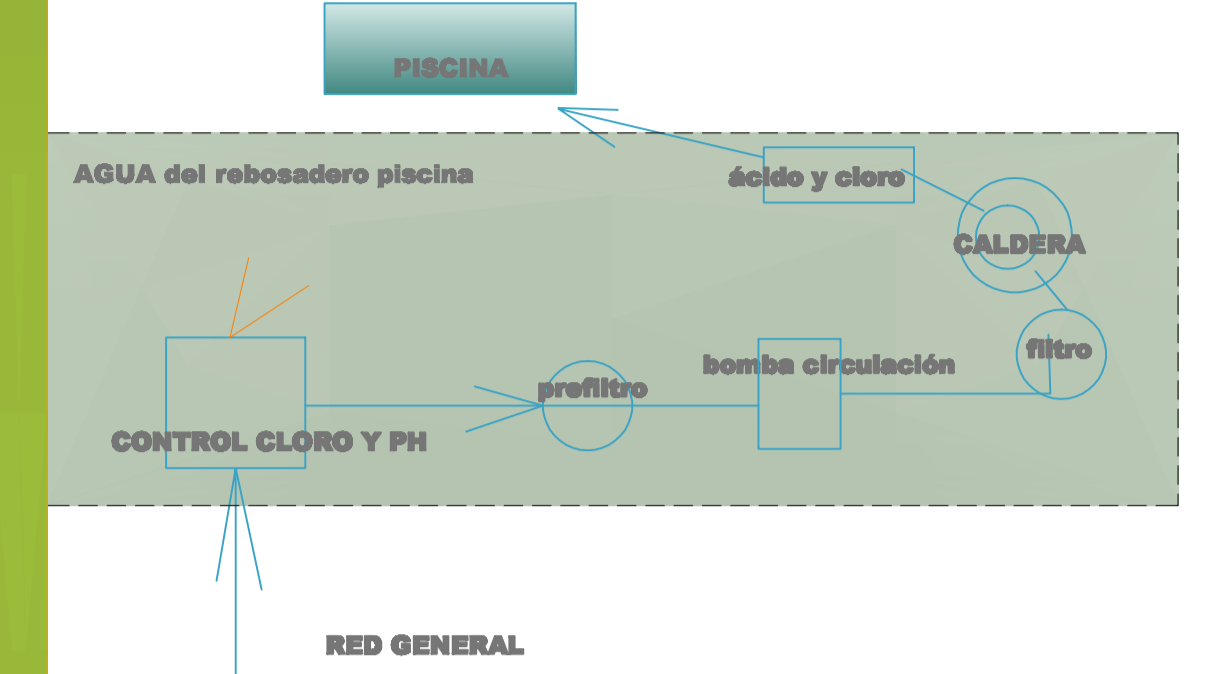 PISCINA
AGUA del rebosadero piscina
ácido y cloro
CALDERA
filtro
bomba circulación
prefiltro
CONTROL CLORO Y PH
RED GENERAL